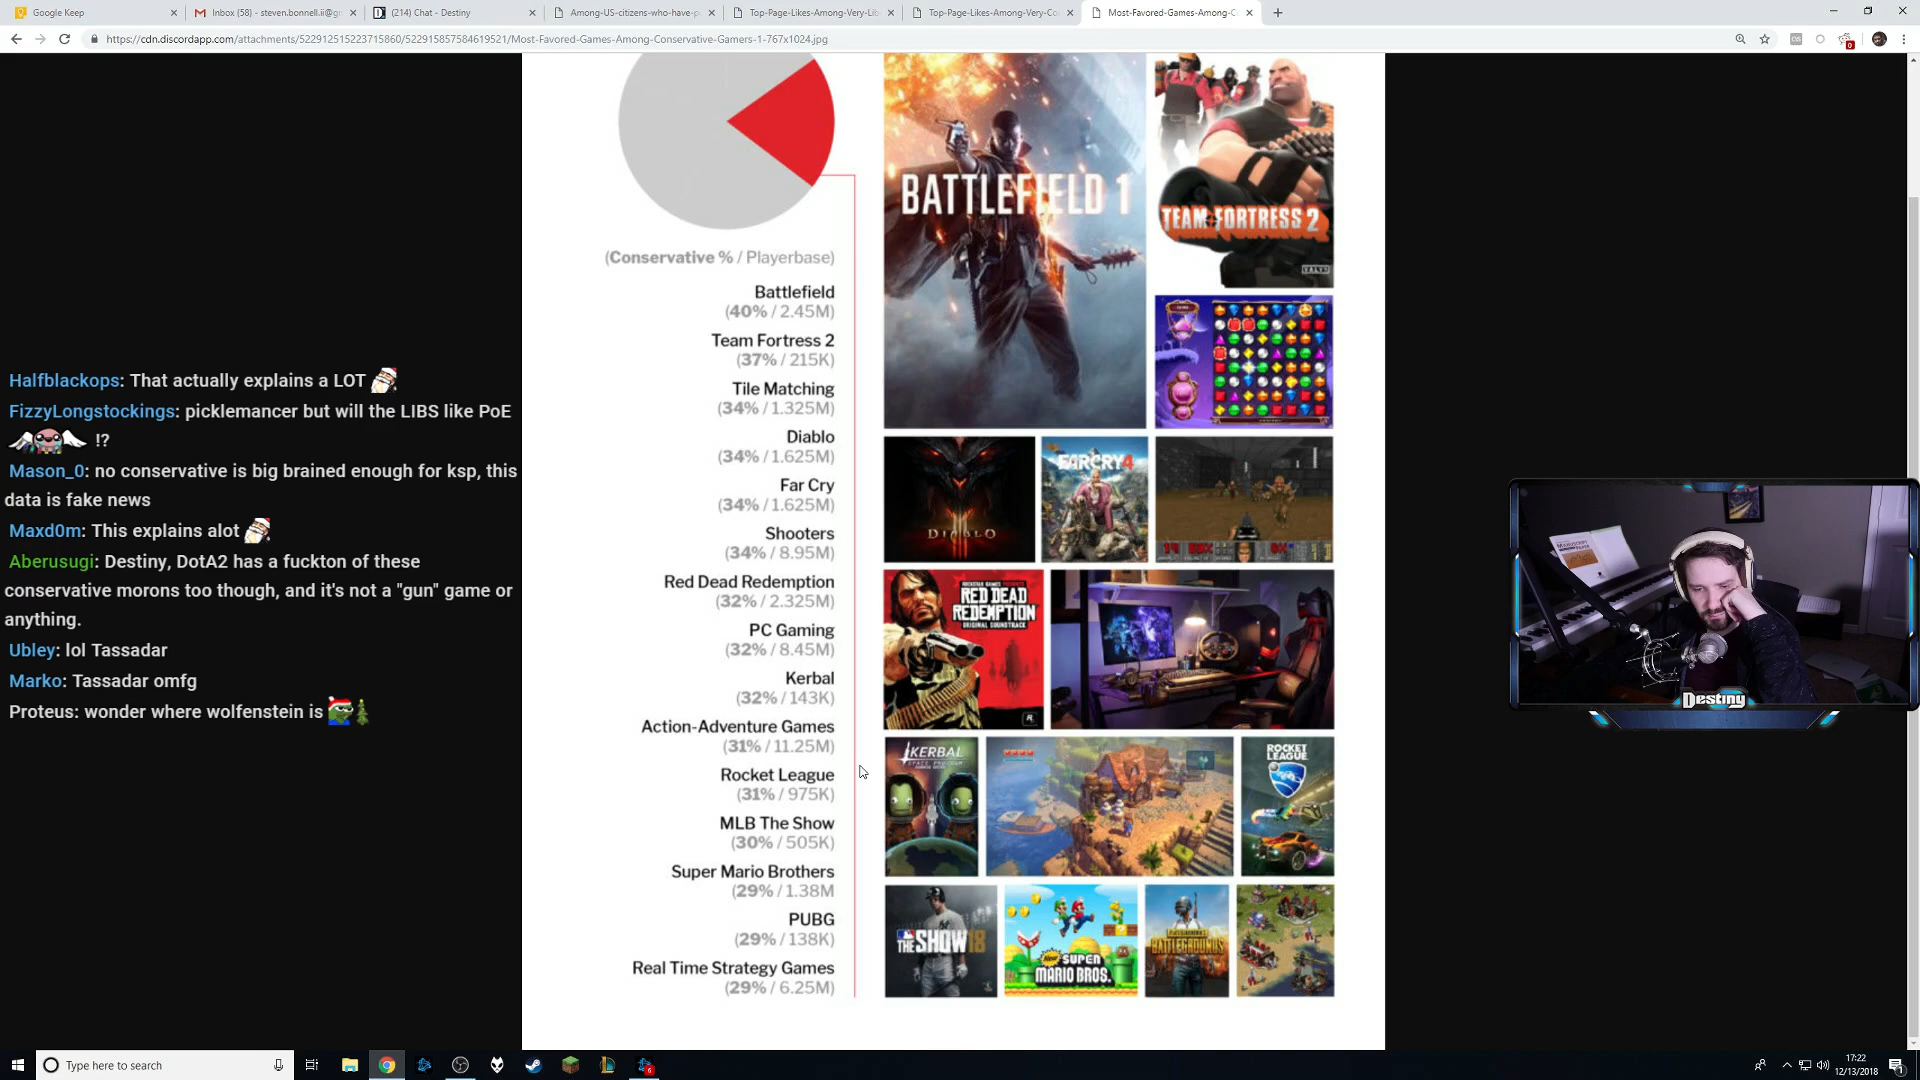 Google Keep
Inbox (58) - steven.bonnell.ii@gr
(214) Chat - Destiny
Among-US-citizens-who-have-p
Top-Page-Likes-Among-Very-Lib
Top-Page-Likes-Among-Very-Co
Most-Favored-Games-Among-C
https://cdn.discordapp.com/attachments/522912515223715860/522915857584619521/Most-Favored-Games-Among-Conservative-Gamers-1-767x1024.jpg
(Conservative % / Playerbase)
Battlefield
(40% / 2.45M)
Team Fortress 2
(37% / 215K)
Tile Matching
(34% / 1.325M)
Diablo
(34% / 1.625M)
Far Cry
(34% / 1.625M)
Shooters
(34% / 8.95M)
Red Dead Redemption
(32% / 2.325M)
PC Gaming
(32% / 8.45M)
Kerbal
(32% / 143K)
Action-Adventure Games
(31% / 11.25M)
Rocket League
(31% / 975K)
MLB The Show
(30% / 505K)
Super Mario Brothers
(29% / 1.38M
PUBG
(29% / 138K)
Real Time Strategy Games
(29% / 6.25M)
BATTLEFIELD 1
TEAM FORTRESS 2
VALVE
DIABLO
III
FARCRY4
RED DEAD
REDEMPTION
ORIGINAL SOUNDTRACK
KERBAL
SPACE PROGRAM
ROCKET
LEAGUE
THE SHOW 18
New SUPER
MARIO BROS.
BATTLEGROUNDS
Halfblackops: That actually explains a LOT
FizzyLongstockings: picklemancer but will the LIBS like PoE
!?
Mason_0: no conservative is big brained enough for ksp, this
data is fake news
Maxd0m: This explains alot
Aberusugi: Destiny, DotA2 has a fuckton of these
conservative morons too though, and it's not a "gun" game or
anything.
Ubley: lol Tassadar
Marko: Tassadar omfg
Proteus: wonder where wolfenstein is
MANUSCRIPT
Destiny
Type here to search
6
17:22
12/13/2018